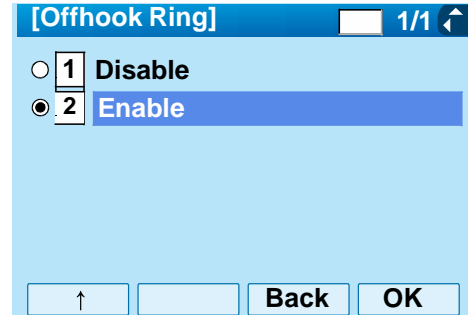 [Offhook Ring] 1/1
1 Disable
2 Enable
↑ Back OK